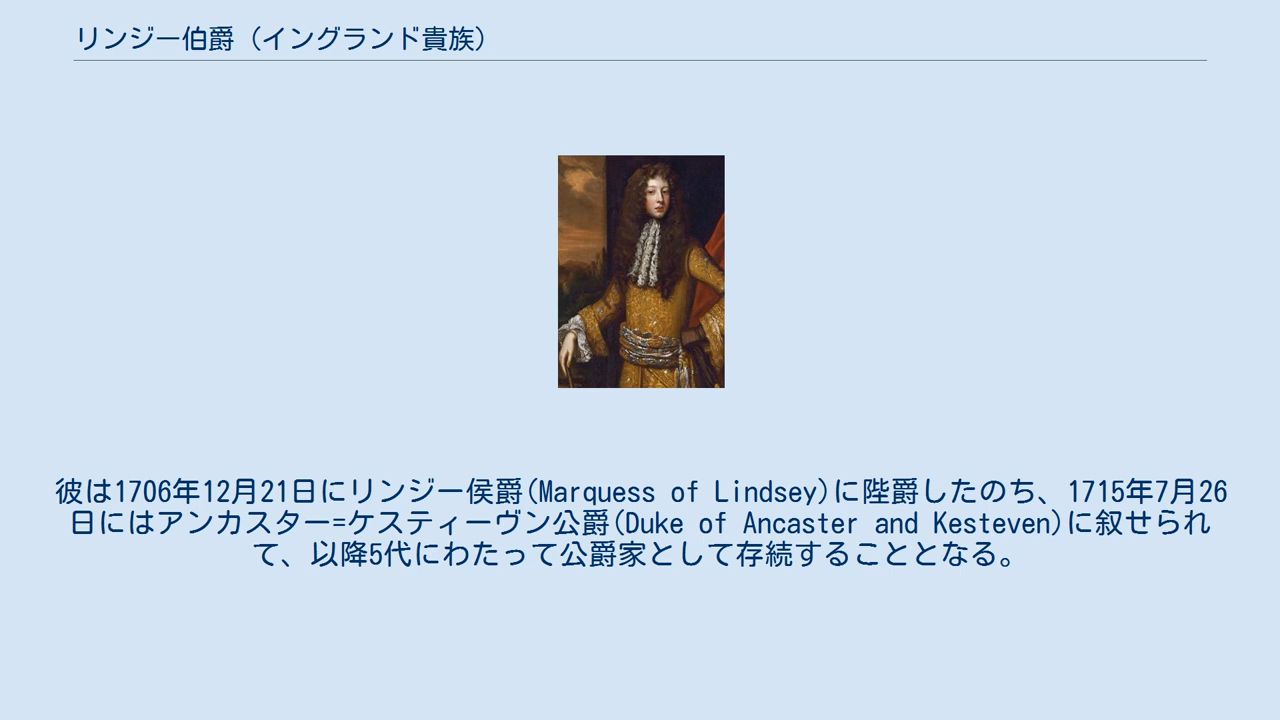 リンジー伯爵（イングランド貴族）
彼は1706年12月21日にリンジー侯爵(Marquess of Lindsey)に陞爵したのち、1715年7月26
日にはアンカスター=ケスティーヴン公爵(Duke of Ancaster and Kesteven)に叙せられ
て、以降5代にわたって公爵家として存続することとなる。